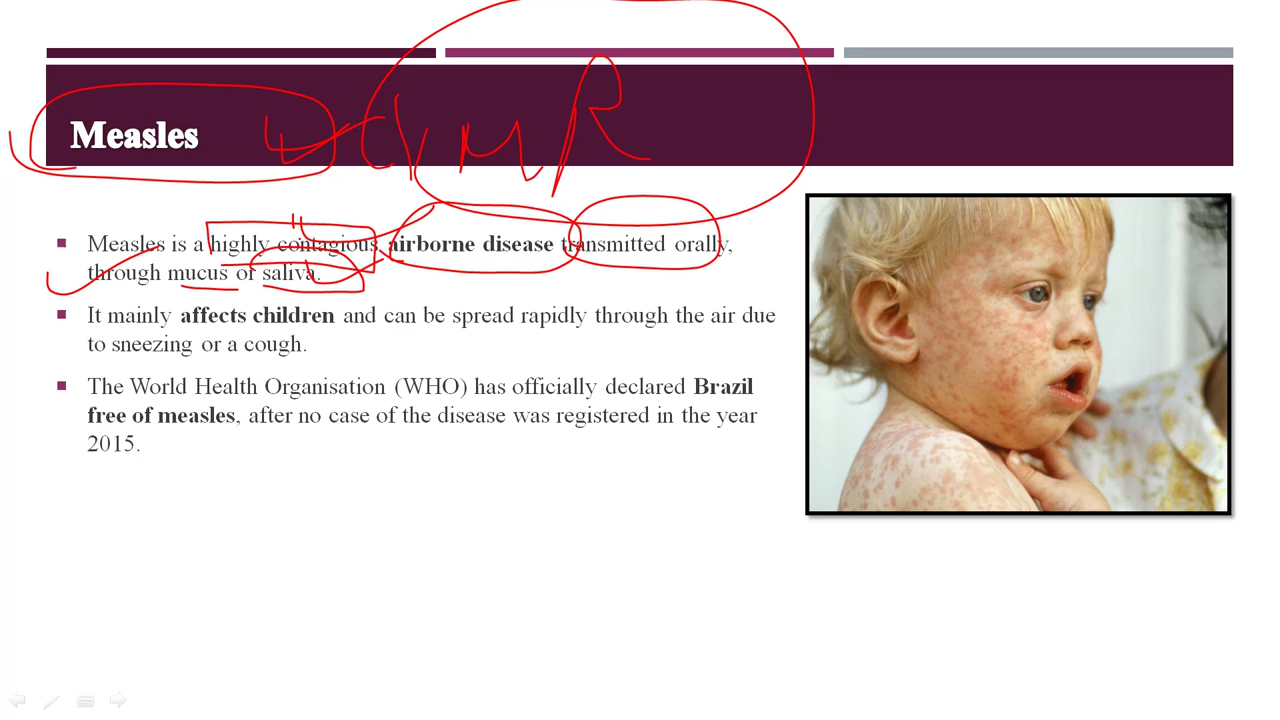 Measles
Measles is a highly contagious, airborne disease transmitted orally,
through mucus or saliva.
It mainly affects children and can be spread rapidly through the air due
to sneezing or a cough.
The World Health Organisation (WHO) has officially declared Brazil
free of measles, after no case of the disease was registered in the year
2015.